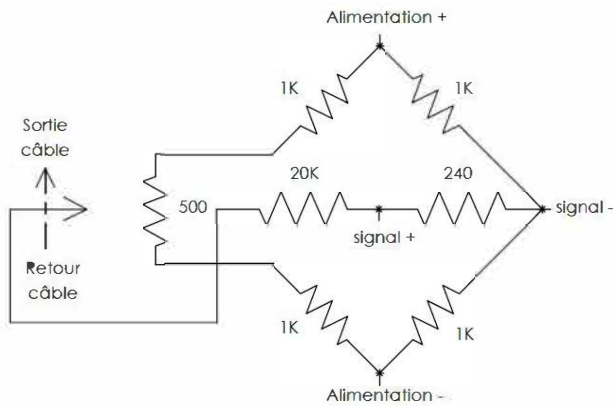 Alimentation +
1K
1K
Sortie
câble
20K
240
500
signal -
signal +
Retour
câble
1K
1K
Alimentation -